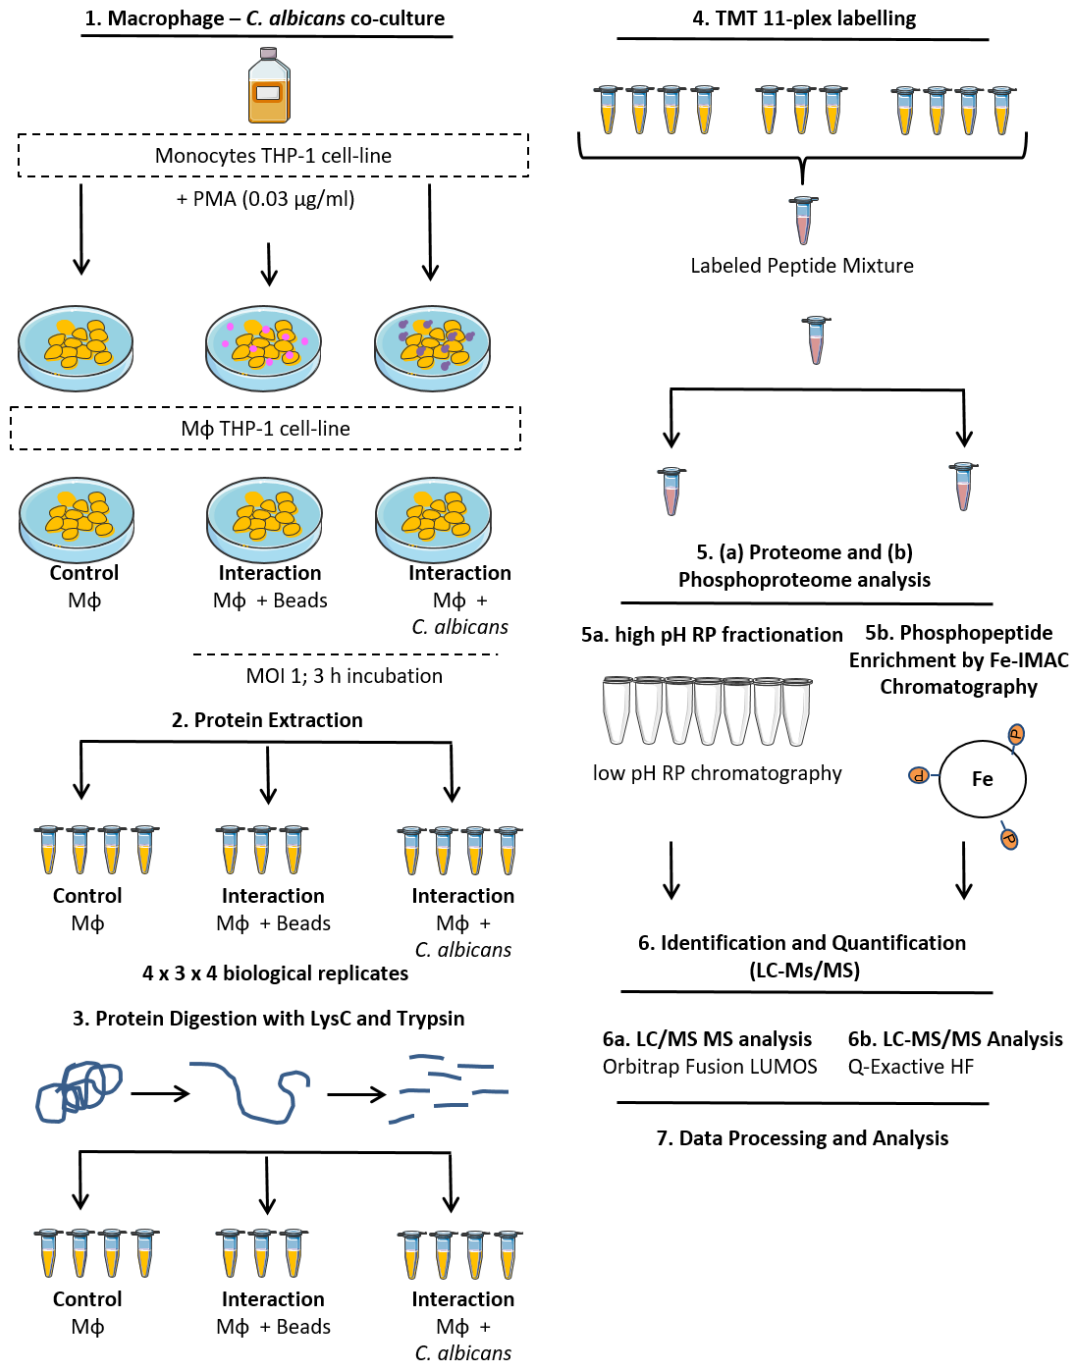 1. Macrophage – C. albicans co-culture
Monocytes THP-1 cell-line
+ PMA (0.03 µg/ml)
Mϕ THP-1 cell-line
Control
Mϕ
Interaction
Mϕ + Beads
Interaction
Mϕ +
C. albicans
MOI 1; 3 h incubation
2. Protein Extraction
Control
Mϕ
Interaction
Mϕ + Beads
Interaction
Mϕ +
C. albicans
4 x 3 x 4 biological replicates
3. Protein Digestion with LysC and Trypsin
Control
Mϕ
Interaction
Mϕ + Beads
Interaction
Mϕ +
C. albicans
4. TMT 11-plex labelling
Labeled Peptide Mixture
5. (a) Proteome and (b)
Phosphoproteome analysis
5a. high pH RP fractionation
low pH RP chromatography
5b. Phosphopeptide
Enrichment by Fe-IMAC
Chromatography
P
P
Fe
P
6. Identification and Quantification
(LC-Ms/MS)
6a. LC/MS MS analysis
Orbitrap Fusion LUMOS
6b. LC-MS/MS Analysis
Q-Exactive HF
7. Data Processing and Analysis